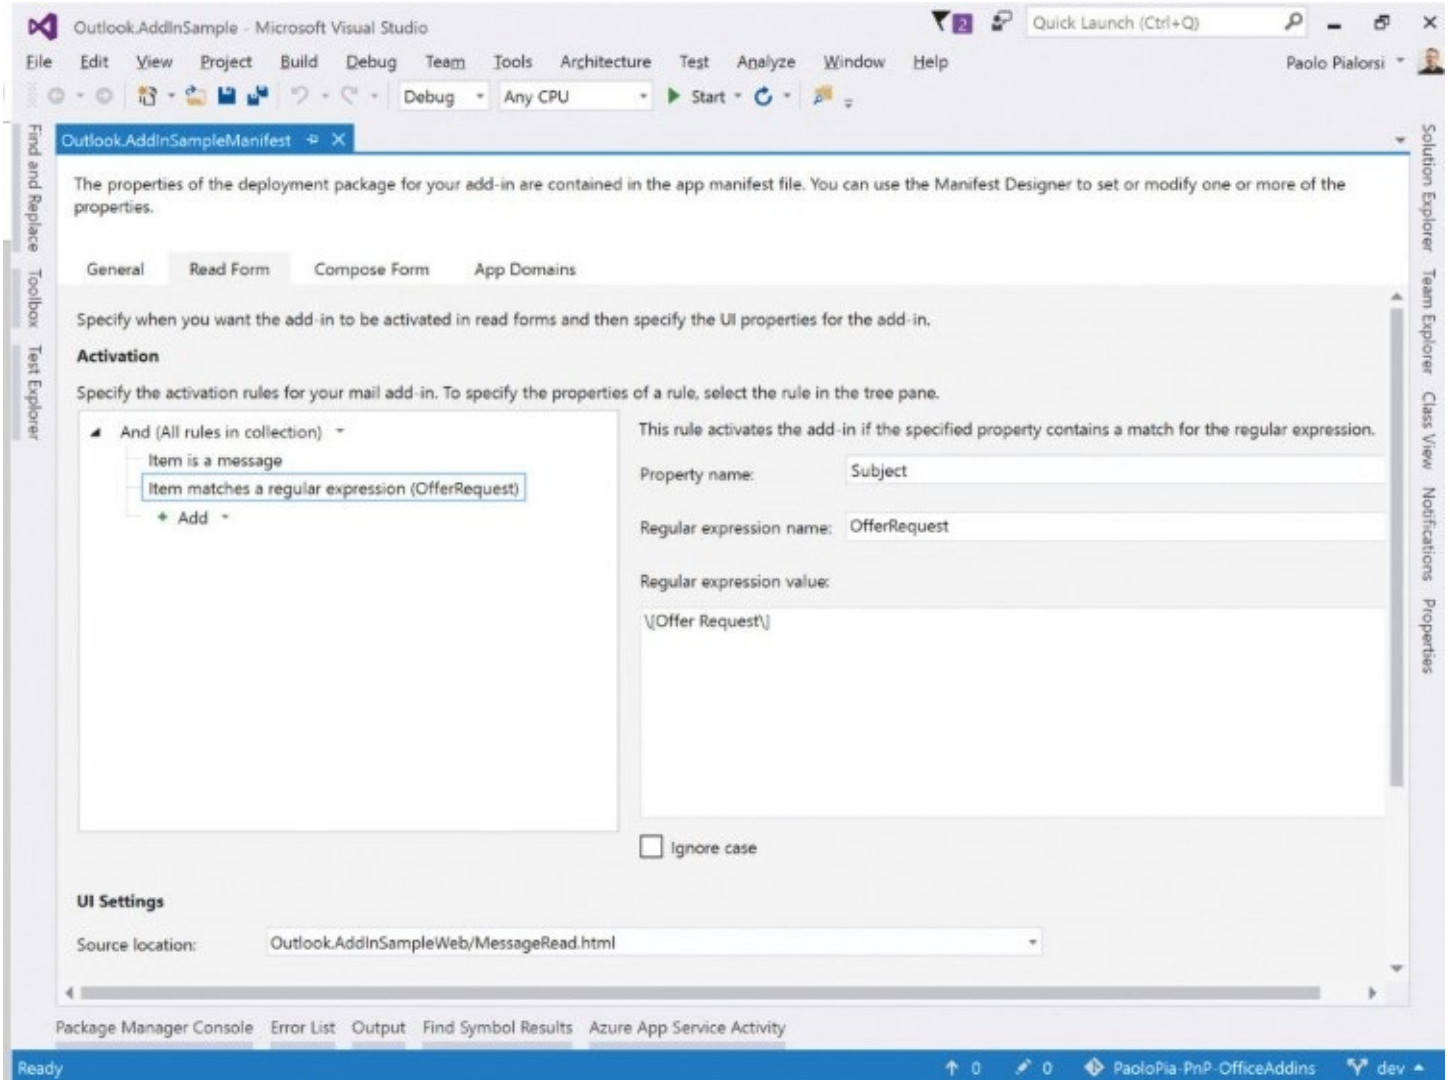 Outlook.AddInSample - Microsoft Visual Studio
2
Quick Launch (Ctrl+Q)
File Edit View Project Build Debug Team Tools Architecture Test Analyze Window Help
Paolo Pialorsi
Debug Any CPU Start
Outlook.AddInSampleManifest
The properties of the deployment package for your add-in are contained in the app manifest file. You can use the Manifest Designer to set or modify one or more of the
properties.
General Read Form Compose Form App Domains
Specify when you want the add-in to be activated in read forms and then specify the UI properties for the add-in.
Activation
Specify the activation rules for your mail add-in. To specify the properties of a rule, select the rule in the tree pane.
And (All rules in collection)
Item is a message
Item matches a regular expression (OfferRequest)
+ Add
This rule activates the add-in if the specified property contains a match for the regular expression.
Property name: Subject
Regular expression name: OfferRequest
Regular expression value:
\[Offer Request\]
Ignore case
UI Settings
Source location: Outlook.AddInSampleWeb/MessageRead.html
Find and Replace
Toolbox
Test Explorer
Solution Explorer
Team Explorer
Class View
Notifications
Properties
Package Manager Console Error List Output Find Symbol Results Azure App Service Activity
Ready
0 0 PaoloPia-PnP-OfficeAddins dev